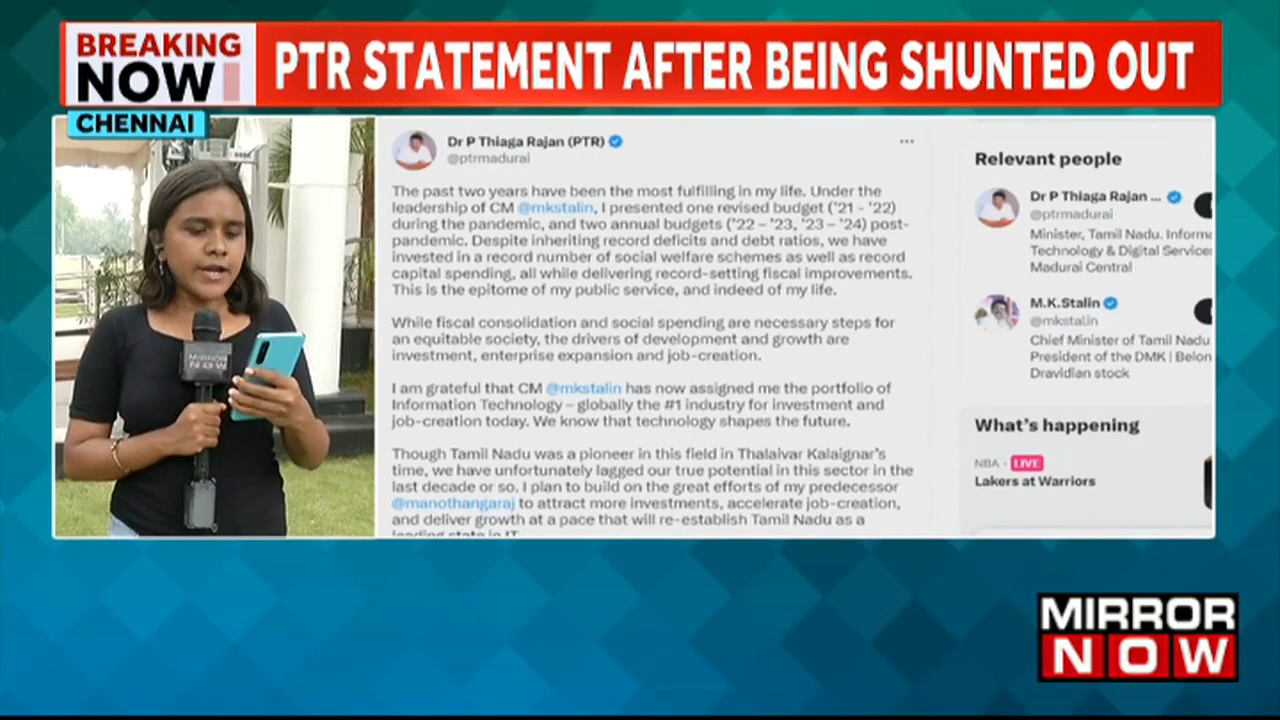 BREAKING
NOW
PTR STATEMENT AFTER BEING SHUNTED OUT
CHENNAI
MIRROR
NOW
Dr P Thiaga Rajan (PTR)
@ptrmadurai
The past two years have been the most fulfilling in my life. Under the
leadership of CM @mkstalin, I presented one revised budget ('21 - '22)
during the pandemic, and two annual budgets ('22 – '23, '23 – '24) post-
pandemic. Despite inheriting record deficits and debt ratios, we have
invested in a record number of social welfare schemes as well as record
capital spending, all while delivering record-setting fiscal improvements.
This is the epitome of my public service, and indeed of my life.
While fiscal consolidation and social spending are necessary steps for
an equitable society, the drivers of development and growth are
investment, enterprise expansion and job-creation.
I am grateful that CM @mkstalin has now assigned me the portfolio of
Information Technology – globally the #1 industry for investment and
job-creation today. We know that technology shapes the future.
Though Tamil Nadu was a pioneer in this field in Thalaivar Kalaignar's
time, we have unfortunately lagged our true potential in this sector in the
last decade or so. I plan to build on the great efforts of my predecessor
@manothangaraj to attract more investments, accelerate job-creation,
and deliver growth at a pace that will re-establish Tamil Nadu as a
leading state in IT
Relevant people
Dr P Thiaga Rajan ...
@ptrmadurai
Minister, Tamil Nadu. Informa
Technology & Digital Service
Madurai Central
M.K.Stalin
@mkstalin
Chief Minister of Tamil Nadu
President of the DMK | Belon
Dravidian stock
What's happening
NBA · LIVE
Lakers at Warriors
MIRROR
NOW